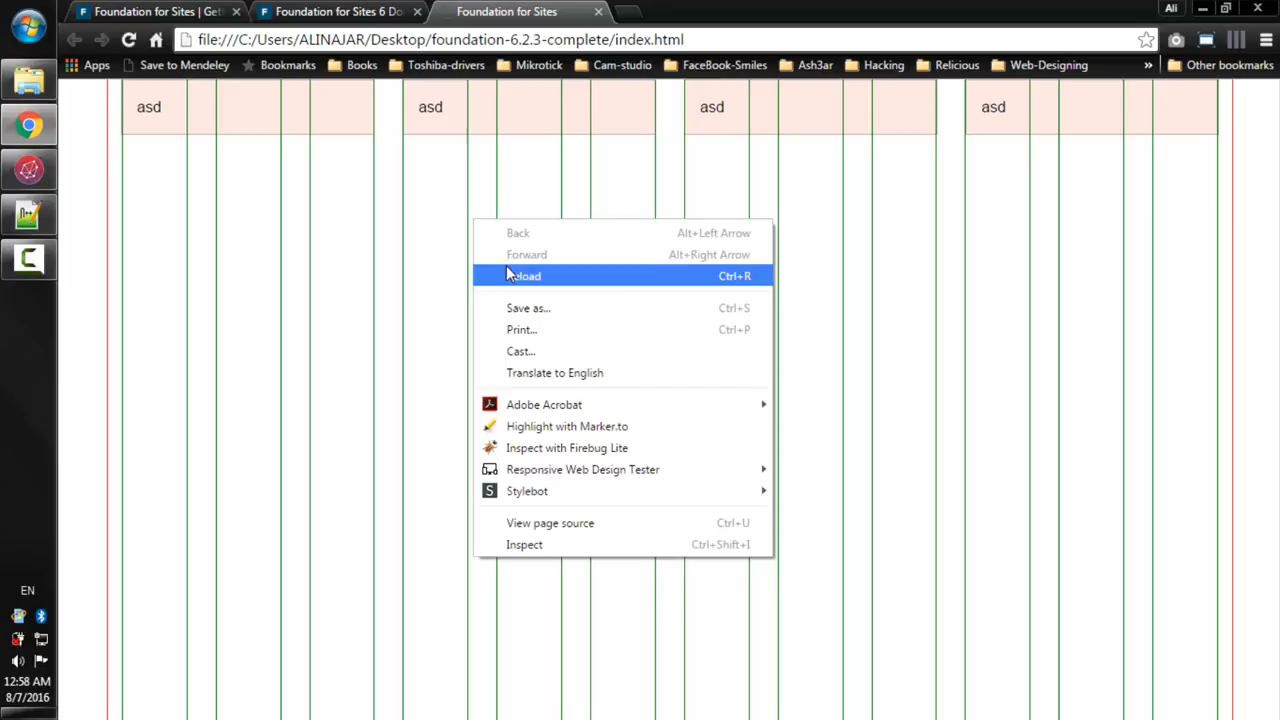 Foundation for Sites | Get
Foundation for Sites 6 Do
Foundation for Sites
Ali
file:///C:/Users/ALINAJAR/Desktop/foundation-6.2.3-complete/index.html
Apps
Save to Mendeley
Bookmarks
Books
Toshiba-drivers
Mikrotick
Cam-studio
FaceBook-Smiles
Ash3ar
Hacking
Relicious
Web-Designing
»
Other bookmarks
asd
asd
asd
asd
Back Alt+Left Arrow
Forward Alt+Right Arrow
load Ctrl+R
Save as... Ctrl+S
Print... Ctrl+P
Cast...
Translate to English
Adobe Acrobat
Highlight with Marker.to
Inspect with Firebug Lite
Responsive Web Design Tester
S Stylebot
View page source Ctrl+U
Inspect Ctrl+Shift+I
EN
12:58 AM
8/7/2016